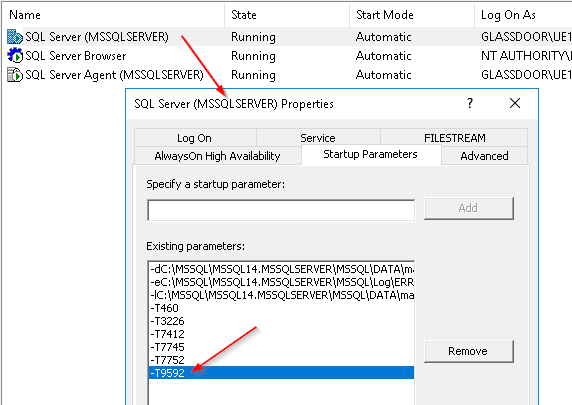 Name State Start Mode Log On As
SQL Server (MSSQLSERVER) Running Automatic GLASSDOOR\UE1
SQL Server Browser Running Automatic NT AUTHORITY\
SQL Server Agent (MSSQLSERVER) Running Automatic GLASSDOOR\UE1
SQL Server (MSSQLSERVER) Properties ? ×
Log On Service FILESTREAM
AlwaysOn High Availability Startup Parameters Advanced
Specify a startup parameter:
Add
Existing parameters:
-dC:\MSSQL\MSSQL14.MSSQLSERVER\MSSQL\DATA\ma
-eC:\MSSQL\MSSQL14.MSSQLSERVER\MSSQL\Log\ERR
-lC:\MSSQL\MSSQL14.MSSQLSERVER\MSSQL\DATA\ma
-T460
-T3226
-T7412
-T7745
-T7752
Remove
-T9592